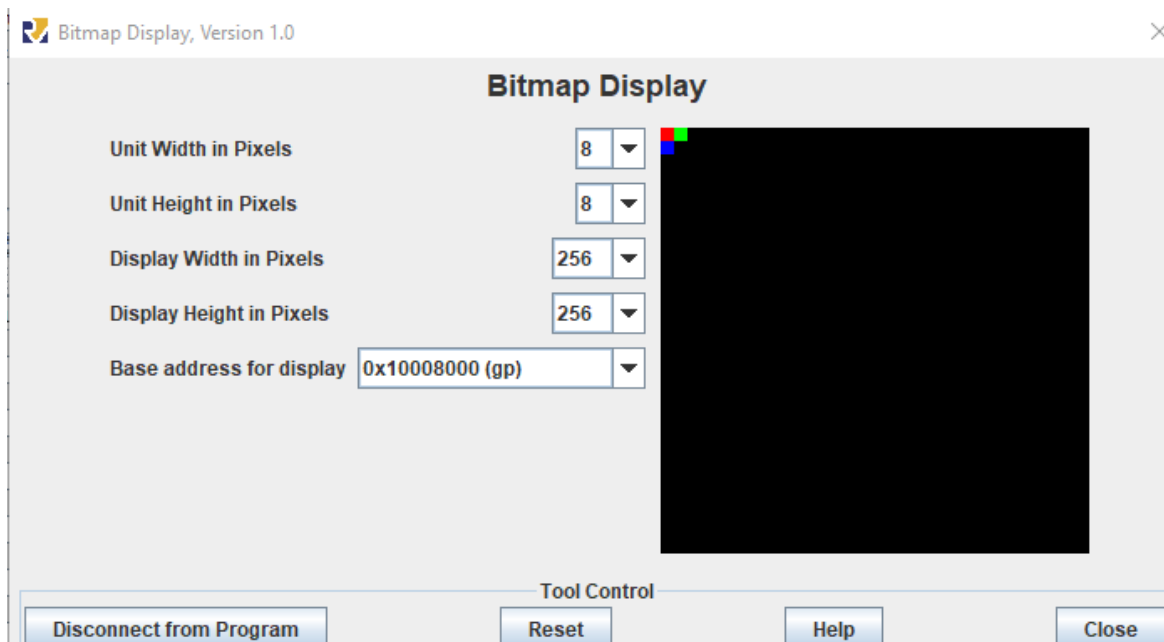 Bitmap Display, Version 1.0
Bitmap Display
Unit Width in Pixels 8
Unit Height in Pixels 8
Display Width in Pixels 256
Display Height in Pixels 256
Base address for display 0x10008000 (gp)
Tool Control
Disconnect from Program Reset Help Close